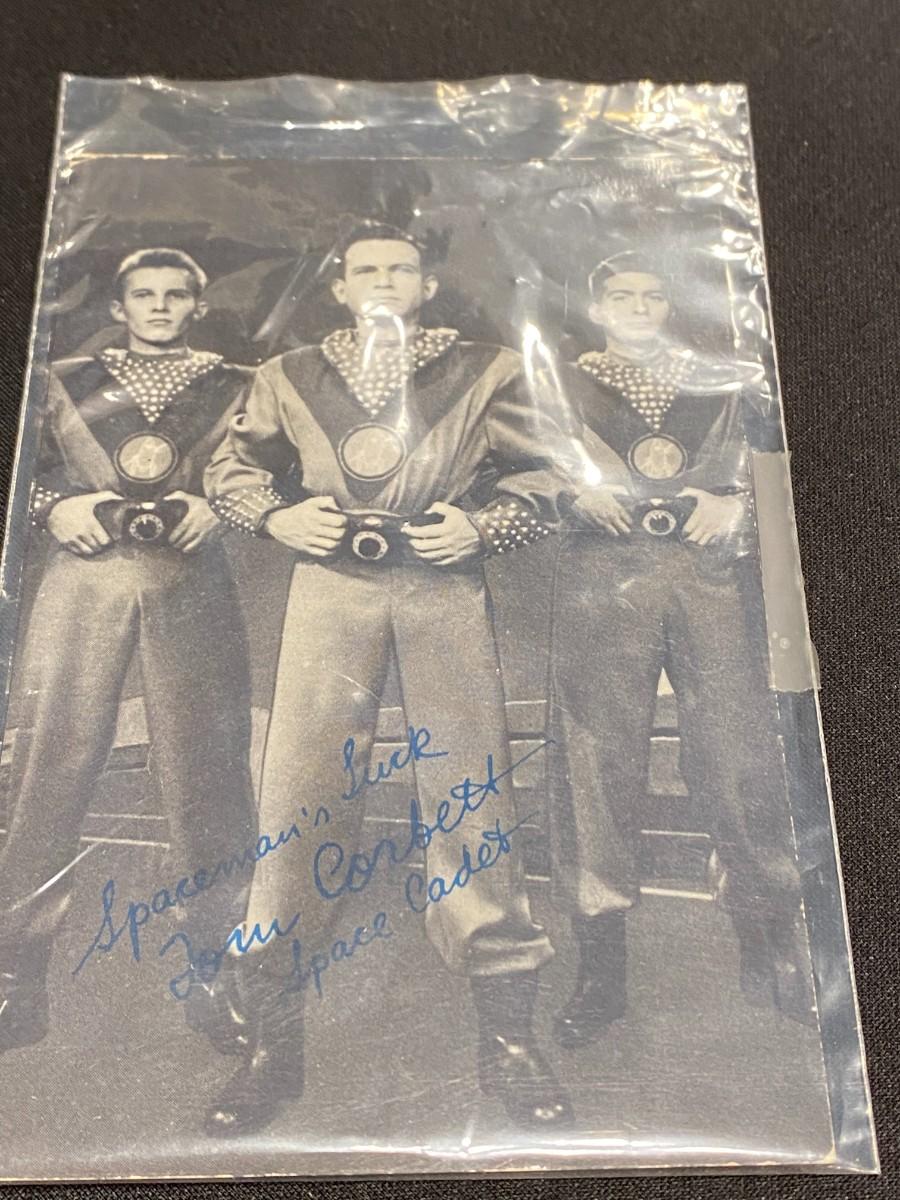 Spaceman's Luck
Tom Corbett
Space Cadet